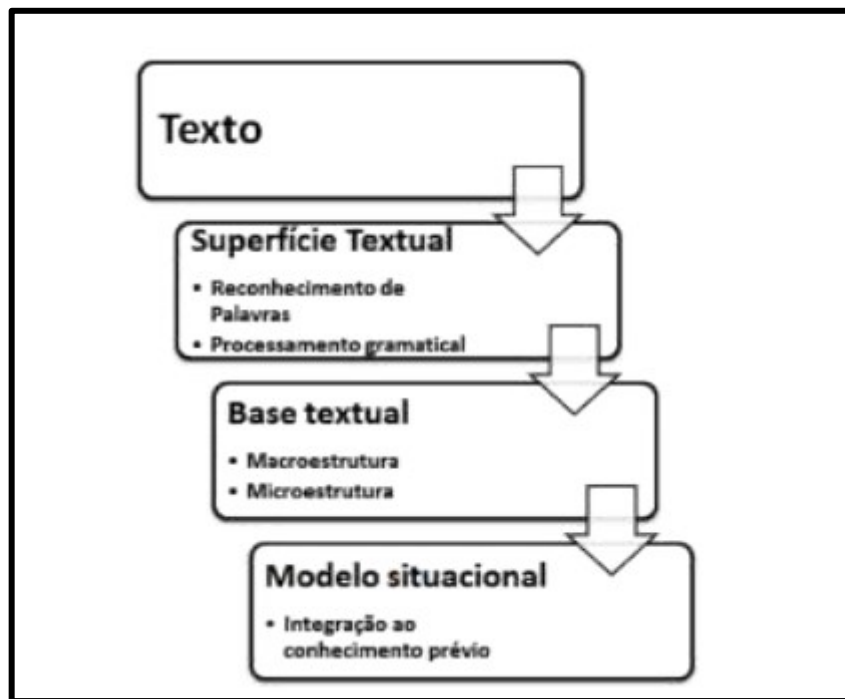 Texto
Superfície Textual
• Reconhecimento de
Palavras
• Processamento gramatical
Base textual
• Macroestrutura
• Microestrutura
Modelo situacional
• Integração ao
conhecimento prévio